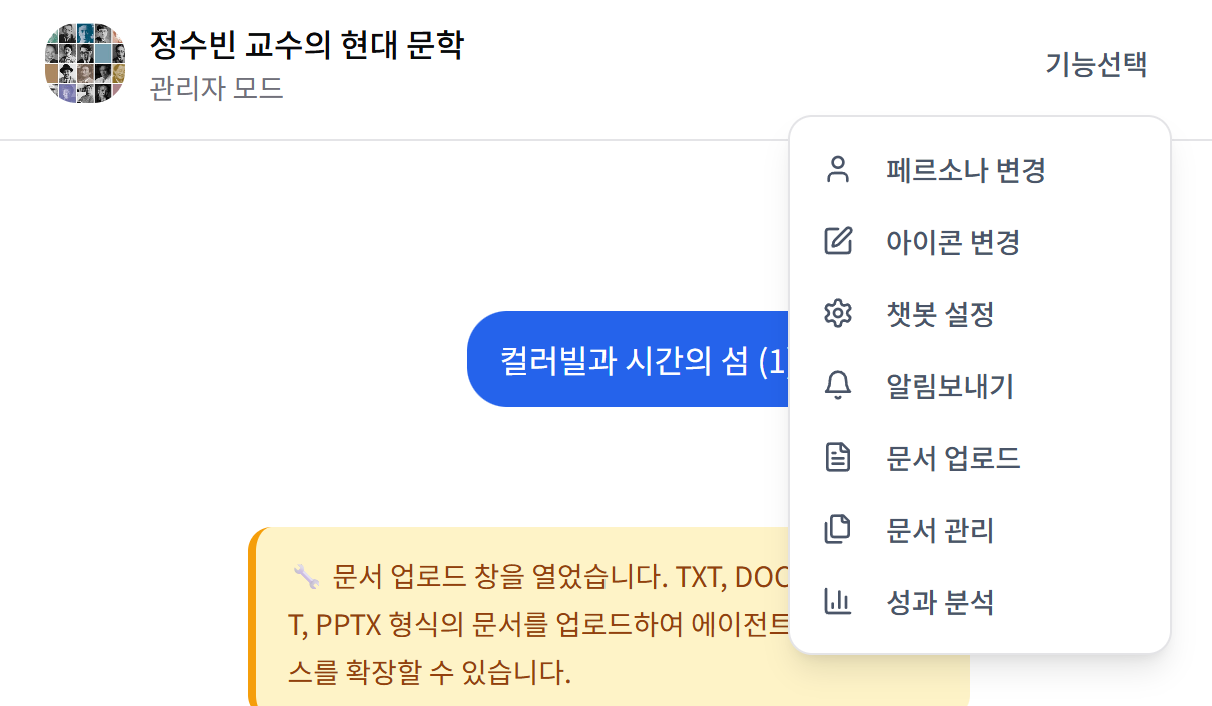 정수빈 교수의 현대 문학
관리자 모드
기능선택
페르소나 변경
아이콘 변경
챗봇 설정
알림보내기
문서 업로드
문서 관리
성과 분석
컬러빌과 시간의 섬 (1
문서 업로드 창을 열었습니다. TXT, DOC
T, PPTX 형식의 문서를 업로드하여 에이전트
스를 확장할 수 있습니다.